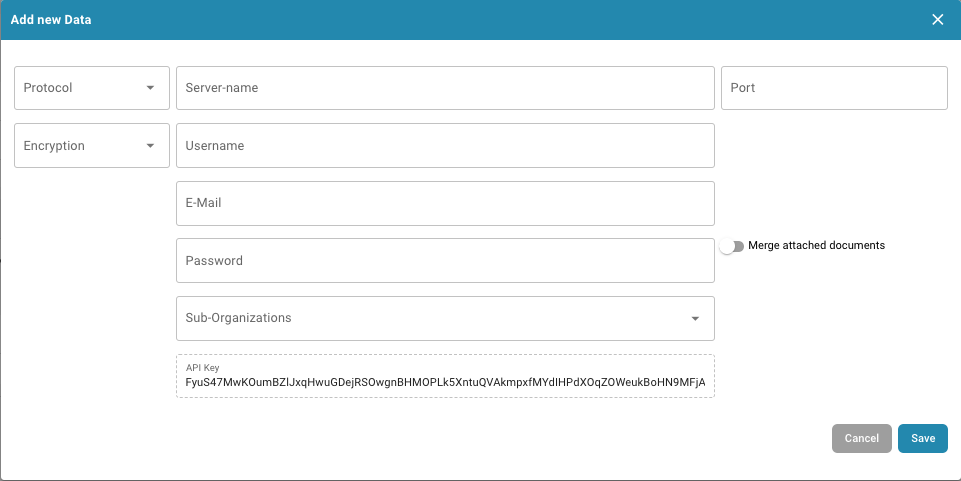 Add new Data
Protocol
Server-name
Port
Encryption
Username
E-Mail
Password
Merge attached documents
Sub-Organizations
API Key
FyuS47MwKOumBZlJxqHwuGDejRSOwgnBHMOPLk5XntuQVAkmpxfMYdIHPdXOqZOWeukBoHN9MFjA
Cancel
Save